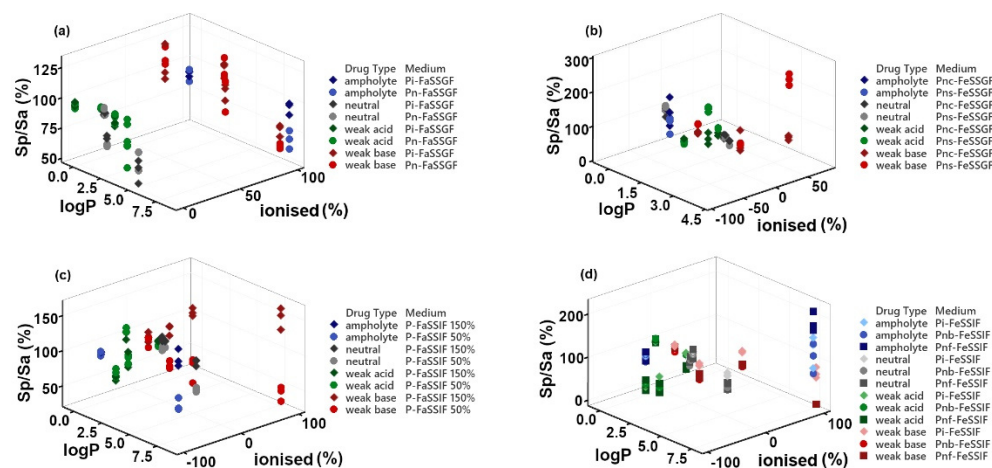 (a)
Sp/Sa (%)
125
100
75
50
0.0
2.5
5.0
7.5
logP
0
50
100
ionised (%)
Drug Type Medium
ampholyte Pi-FaSSGF
ampholyte Pn-FaSSGF
neutral Pi-FaSSGF
neutral Pn-FaSSGF
weak acid Pi-FaSSGF
weak acid Pn-FaSSGF
weak base Pi-FaSSGF
weak base Pn-FaSSGF
(b)
Sp/Sa (%)
300
200
100
0
0.0
1.5
3.0
4.5
logP
-100
-50
0
50
ionised (%)
Drug Type Medium
ampholyte Pnc-FeSSGF
ampholyte Pns-FeSSGF
neutral Pnc-FeSSGF
neutral Pns-FeSSGF
weak acid Pnc-FeSSGF
weak acid Pns-FeSSGF
weak base Pnc-FeSSGF
weak base Pns-FeSSGF
(c)
Sp/Sa (%)
150
100
50
0.0
2.5
5.0
7.5
logP
-100
0
100
ionised (%)
Drug Type Medium
ampholyte P-FaSSIF 150%
ampholyte P-FaSSIF 50%
neutral P-FaSSIF 150%
neutral P-FaSSIF 50%
weak acid P-FaSSIF 150%
weak acid P-FaSSIF 50%
weak base P-FaSSIF 150%
weak base P-FaSSIF 50%
(d)
Sp/Sa (%)
200
100
0
0.0
2.5
5.0
7.5
logP
-100
0
100
ionised (%)
Drug Type Medium
ampholyte Pi-FeSSIF
ampholyte Pnb-FeSSIF
ampholyte Pnf-FeSSIF
neutral Pi-FeSSIF
neutral Pnb-FeSSIF
neutral Pnf-FeSSIF
weak acid Pi-FeSSIF
weak acid Pnb-FeSSIF
weak acid Pnf-FeSSIF
weak base Pi-FeSSIF
weak base Pnb-FeSSIF
weak base Pnf-FeSSIF